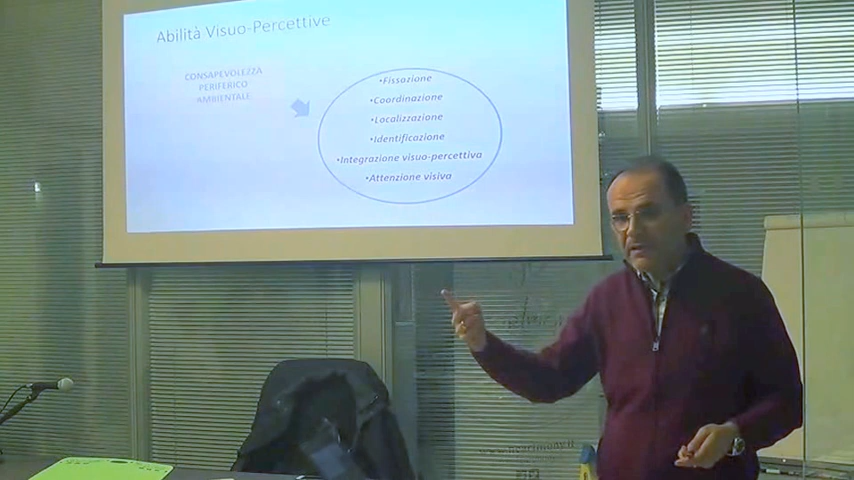 Abilità Visuo-Percettive
CONSAPEVOLEZZA
PERIFERICO
AMBIENTALE
•Fissazione
•Coordinazione
•Localizzazione
•Identificazione
•Integrazione visuo-percettiva
•Attenzione visiva